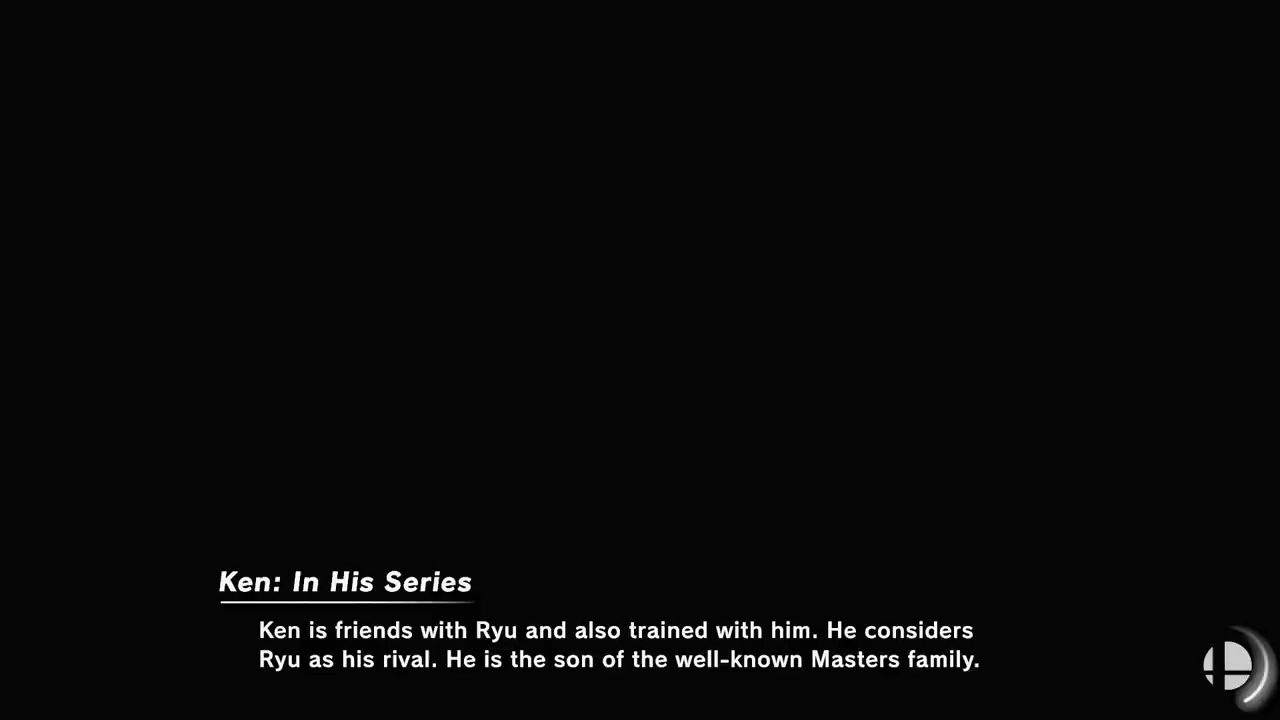 Ken: In His Series
Ken is friends with Ryu and also trained with him. He considers
Ryu as his rival. He is the son of the well-known Masters family.